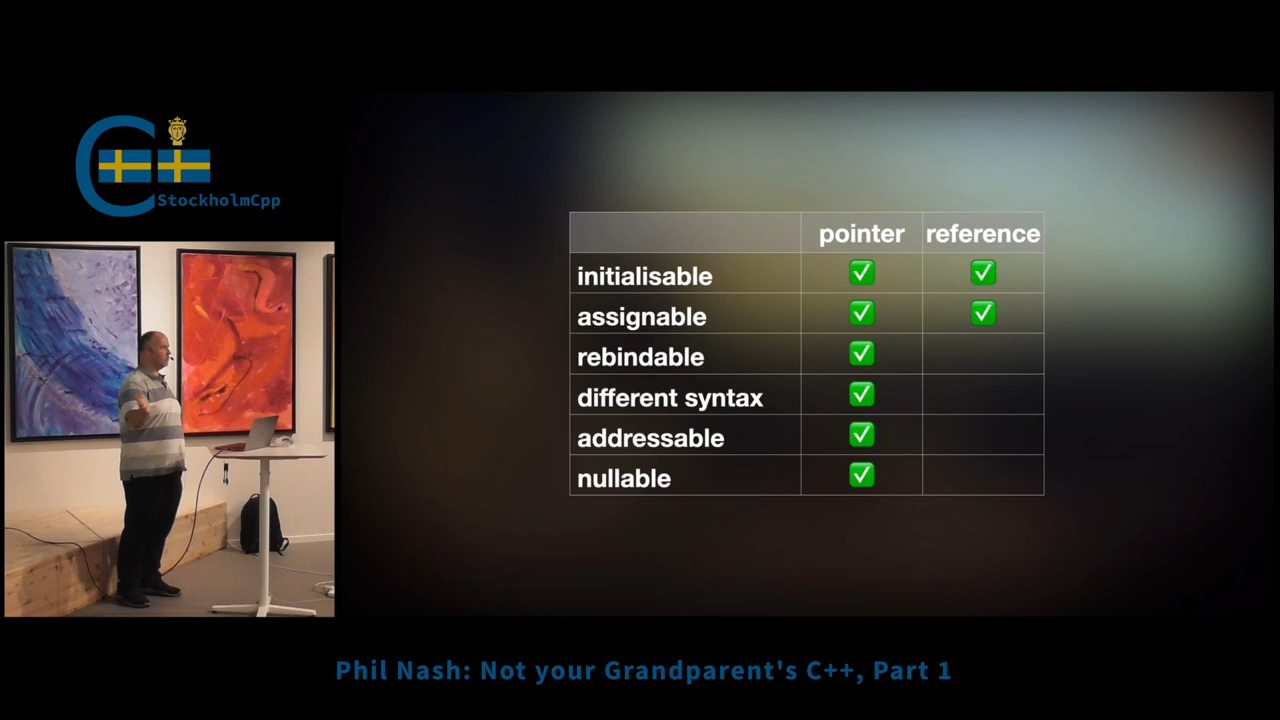 StockholmCpp
pointer reference
initialisable ✅ ✅
assignable ✅ ✅
rebindable ✅
different syntax ✅
addressable ✅
nullable ✅
Phil Nash: Not your Grandparent's C++, Part 1